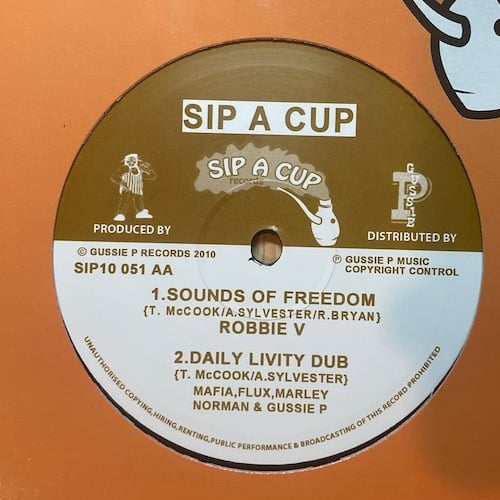 SIP A CUP
SIP A CUP
records
GUSSIE
P
PRODUCED BY
DISTRIBUTED BY
© GUSSIE P RECORDS 2010
SIP10 051 AA
℗ GUSSIE P MUSIC
COPYRIGHT CONTROL
1.SOUNDS OF FREEDOM
{T. McCOOK/A.SYLVESTER/R.BRYAN}
ROBBIE V
2.DAILY LIVITY DUB
{T. McCOOK/A.SYLVESTER}
MAFIA,FLUX,MARLEY
NORMAN & GUSSIE P
UNAUTHORISED COPYING,HIRING,RENTING,PUBLIC PERFORMANCE & BROADCASTING OF THIS RECORD PROHIBITED